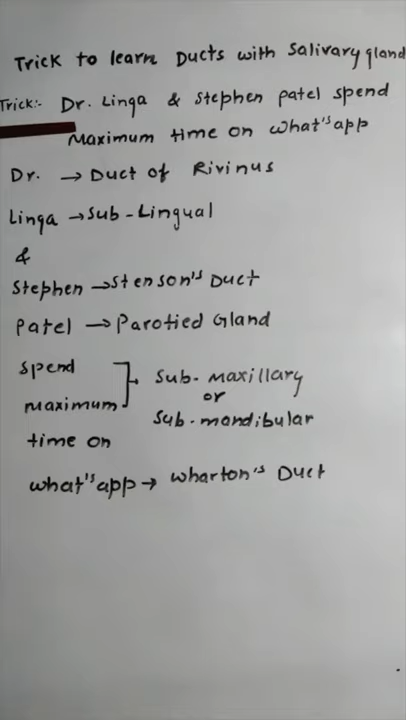 Trick to learn Ducts with Salivary gland
Trick:- Dr. Linga & Stephen patel spend
Maximum time on what'sapp
Dr. → Duct of Rivinus
Linga → Sub-Lingual
&
Stephen → Stenson's Duct
Patel → Parotied Gland
Spend
maximum
Sub-Maxillary
or
Sub-mandibular
time on
what'sapp → Wharton's Duct